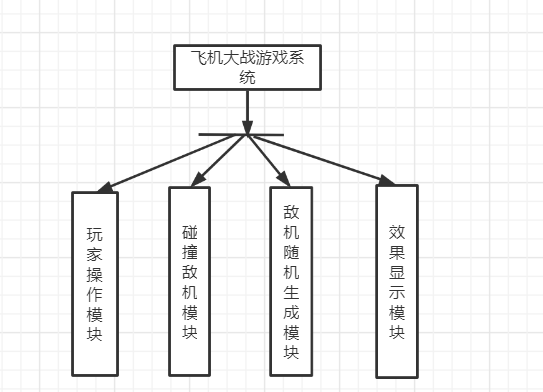 飞机大战游戏系
统
玩家操作模块
碰撞敌机模块
敌机随机生成模块
效果显示模块